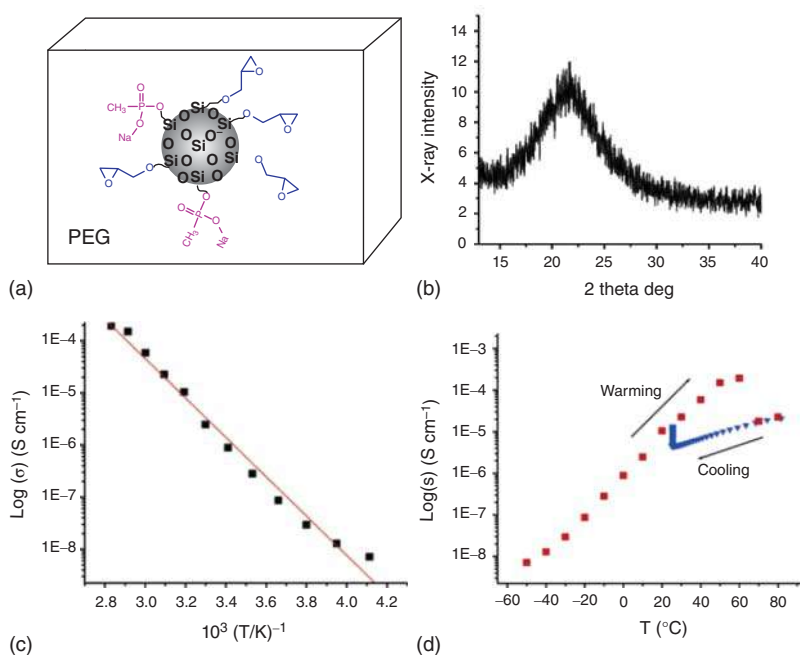 O
O
CH₃
P
O
O
Na
Si
O
Si
O
Si
O
O
O⁻
Si
O
Si
O
Si
O
Si
O
O
O
O
O
O
O
O
O
O
P
O
CH₃
O
Na
PEG
(a)
14
12
10
8
6
4
2
0
X-ray intensity
15
20
25
30
35
40
2 theta deg
(b)
1E–4
1E–5
1E–6
1E–7
1E–8
Log (σ) (S cm⁻¹)
2.8
3.0
3.2
3.4
3.6
3.8
4.0
4.2
10³ (T/K)⁻¹
(c)
1E–3
1E–4
1E–5
1E–6
1E–7
1E–8
Log(s) (S cm⁻¹)
Warming
Cooling
–60
–40
–20
0
20
40
60
80
T (°C)
(d)